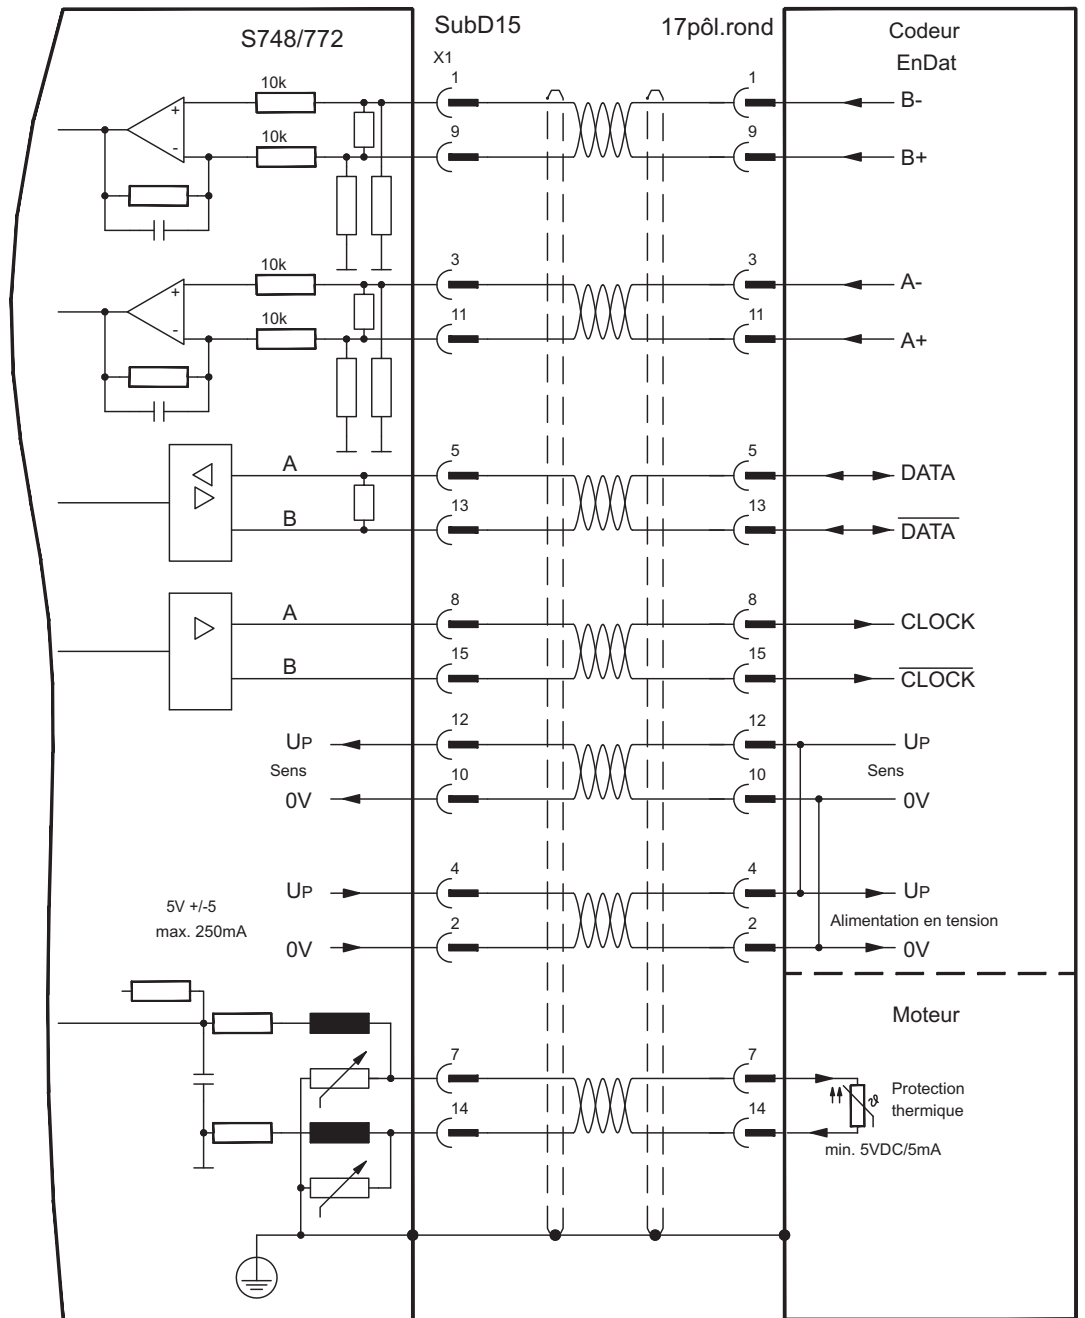 S748/772
SubD15
17pôl.rond
Codeur
EnDat
X1
10k
1
1
B-
10k
+
-
9
9
B+
10k
3
3
A-
10k
+
-
11
11
A+
A
5
5
DATA
B
13
13
DATA
A
8
8
CLOCK
B
15
15
CLOCK
UP
12
12
UP
Sens
Sens
0V
10
10
0V
UP
4
4
UP
5V +/-5
max. 250mA
Alimentation en tension
0V
2
2
0V
Moteur
7
7
Protection
thermique
ϑ
14
14
min. 5VDC/5mA